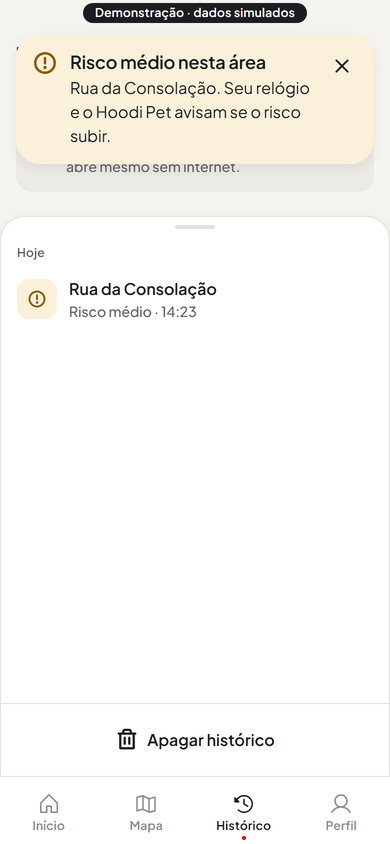 Demonstração · dados simulados
Risco médio nesta área
Rua da Consolação. Seu relógio
e o Hoodi Pet avisam se o risco
subir.
abre mesmo sem internet.
Hoje
Rua da Consolação
Risco médio · 14:23
Apagar histórico
Início
Mapa
Histórico
Perfil